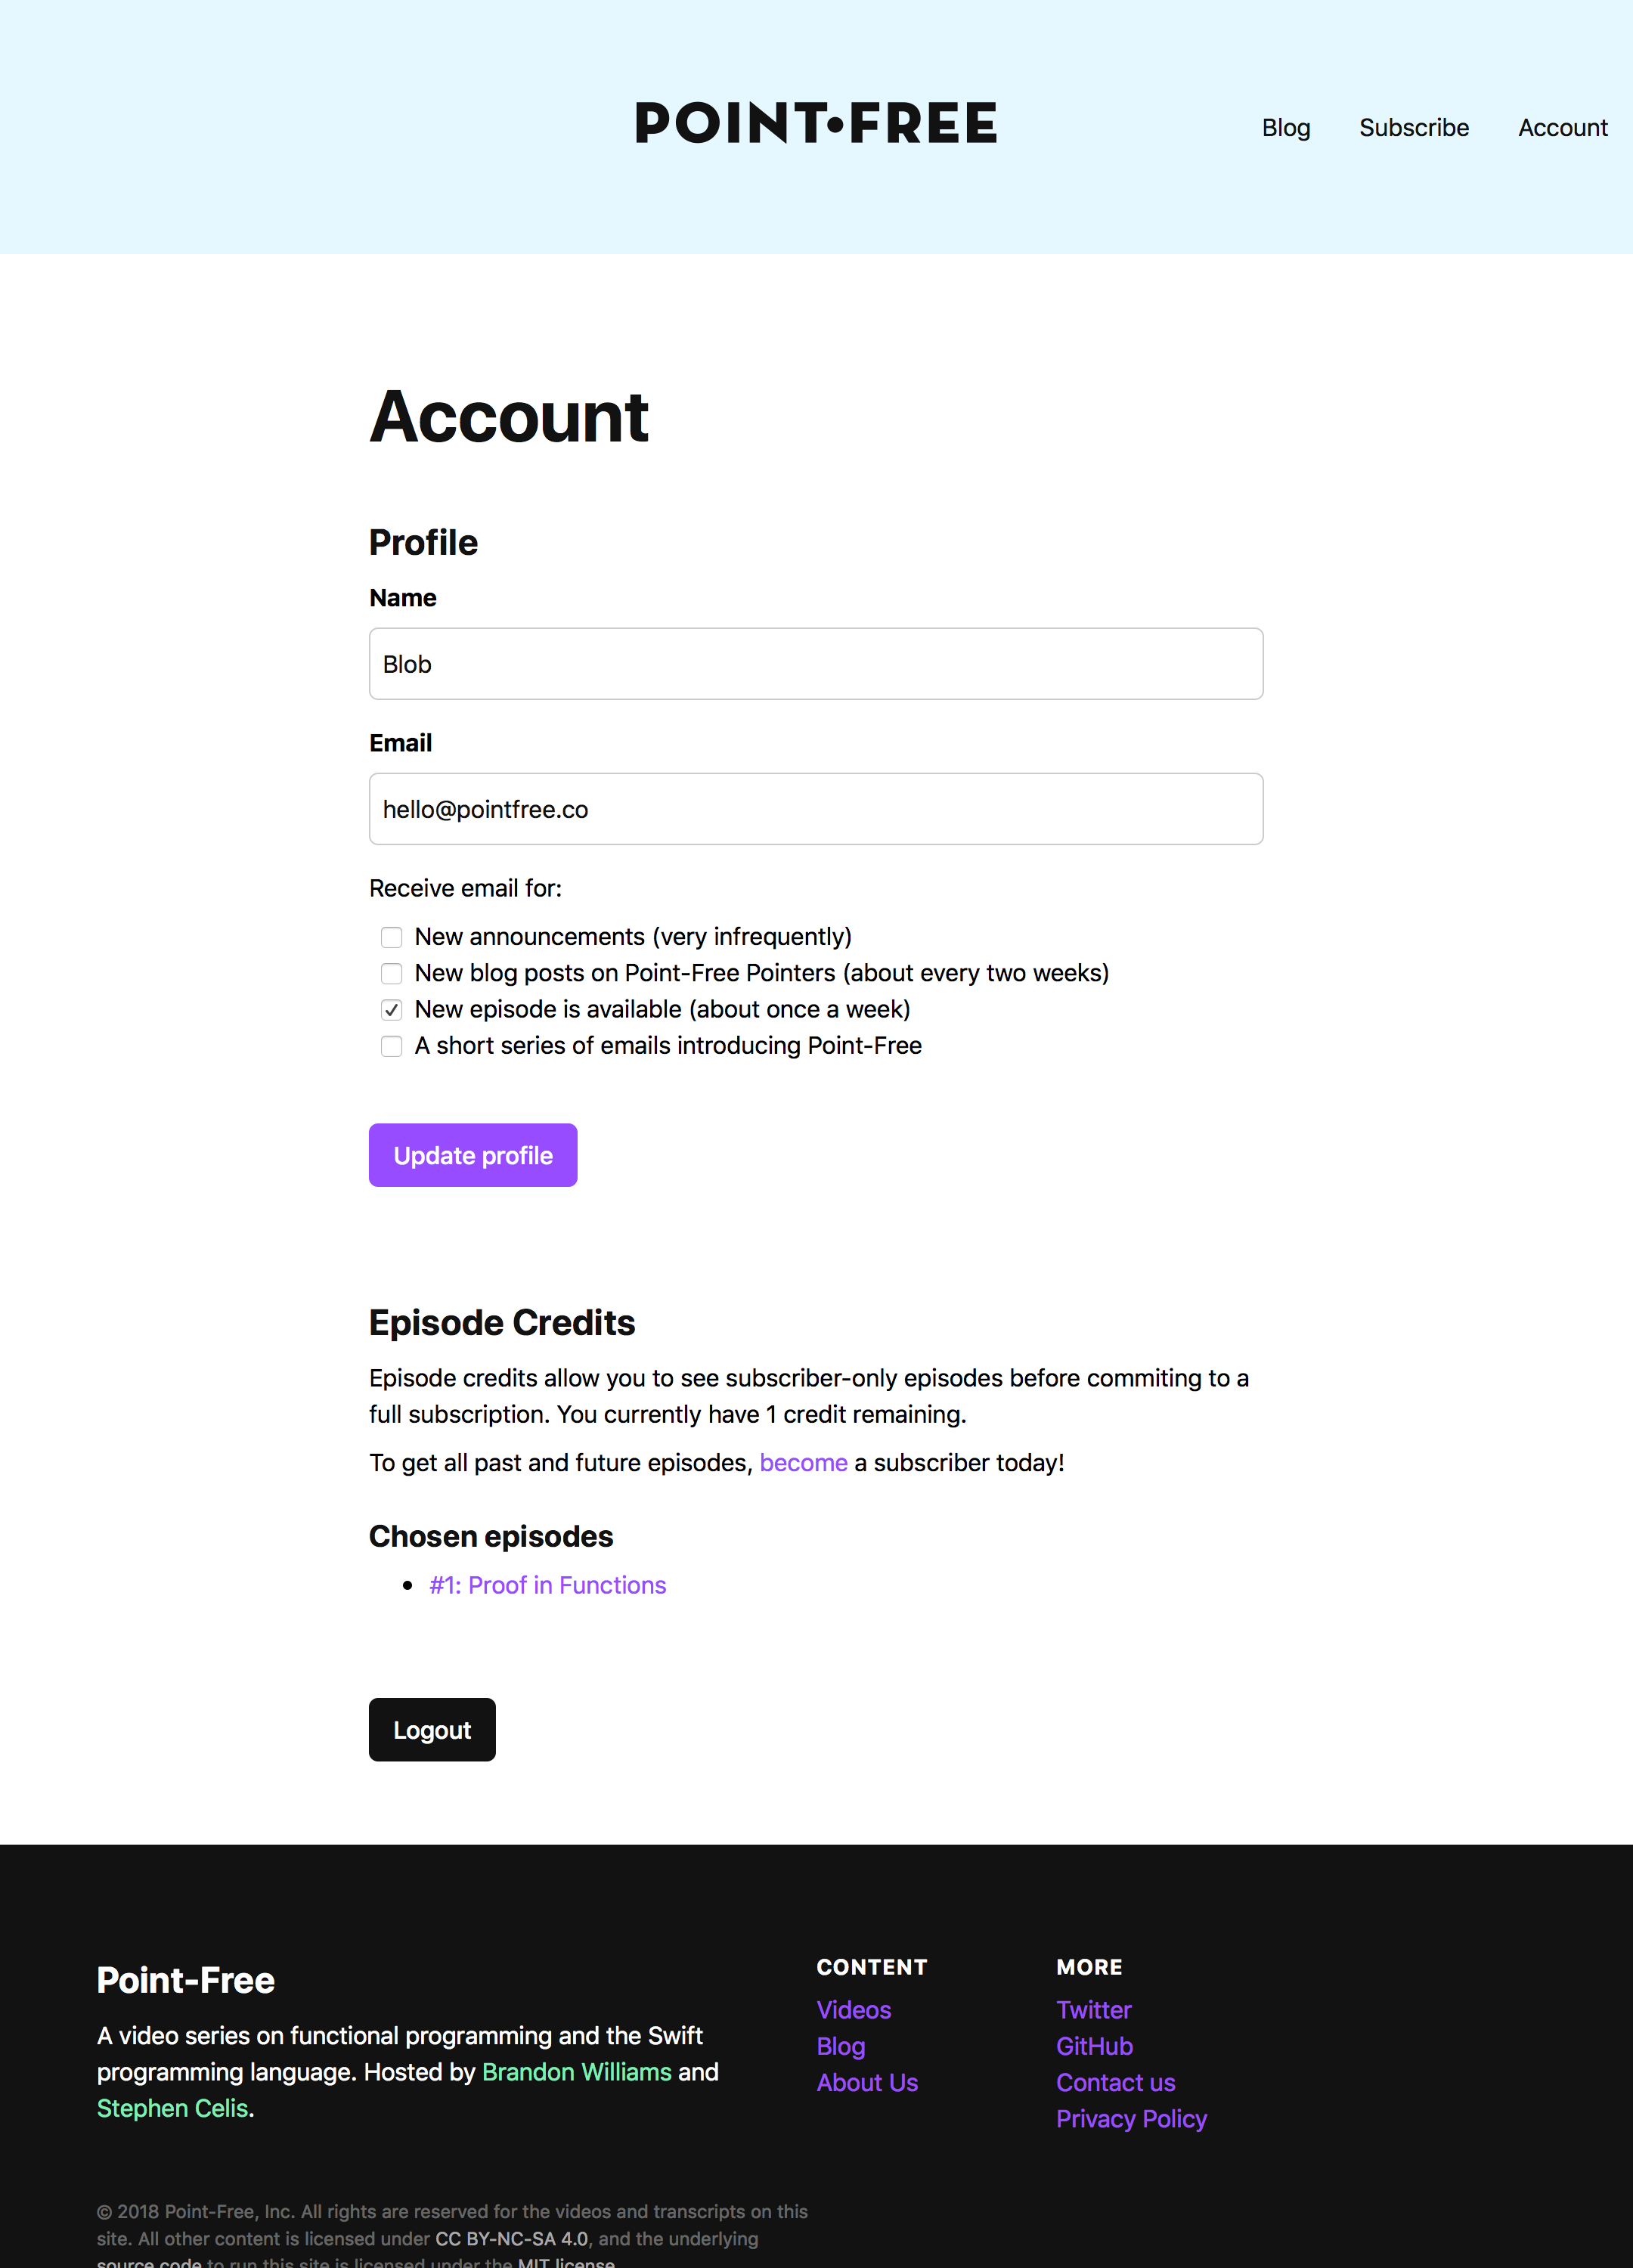 POINT•FREE
Blog
Subscribe
Account
Account
Profile
Name
Blob
Email
hello@pointfree.co
Receive email for:
New announcements (very infrequently)
New blog posts on Point-Free Pointers (about every two weeks)
New episode is available (about once a week)
A short series of emails introducing Point-Free
Update profile
Episode Credits
Episode credits allow you to see subscriber-only episodes before commiting to a
full subscription. You currently have 1 credit remaining.
To get all past and future episodes, become a subscriber today!
Chosen episodes
#1: Proof in Functions
Logout
Point-Free
A video series on functional programming and the Swift
programming language. Hosted by Brandon Williams and
Stephen Celis.
CONTENT
Videos
Blog
About Us
MORE
Twitter
GitHub
Contact us
Privacy Policy
© 2018 Point-Free, Inc. All rights are reserved for the videos and transcripts on this
site. All other content is licensed under CC BY-NC-SA 4.0, and the underlying
source code to run this site is licensed under the MIT license.